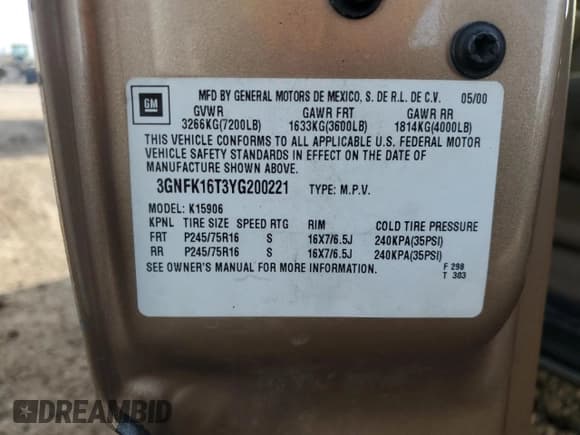 GM
MFD BY GENERAL MOTORS DE MEXICO, S. DE R.L. DE C.V. 05/00
GVWR GAWR FRT GAWR RR
3266KG(7200LB) 1633KG(3600LB) 1814KG(4000LB)
THIS VEHICLE CONFORMS TO ALL APPLICABLE U.S. FEDERAL MOTOR
VEHICLE SAFETY STANDARDS IN EFFECT ON THE DATE OF
MANUFACTURE SHOWN ABOVE.
3GNFK16T3YG200221 TYPE: M.P.V.
MODEL: K15906
KPNL TIRE SIZE SPEED RTG RIM COLD TIRE PRESSURE
FRT P245/75R16 S 16X7/6.5J 240KPA(35PSI)
RR P245/75R16 S 16X7/6.5J 240KPA(35PSI)
SEE OWNER'S MANUAL FOR MORE INFORMATION.
F 298
T 303
DREAMBID